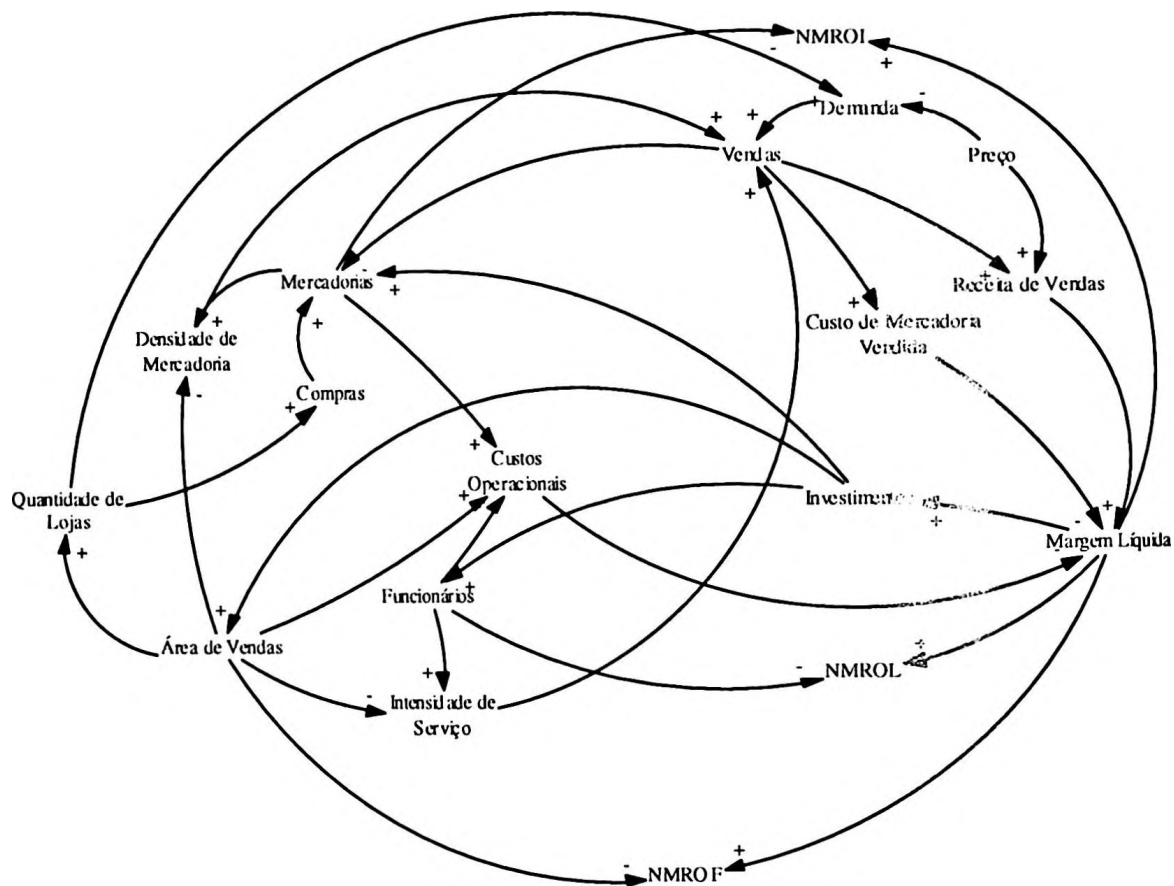 NMROI
Demanda
Vendas
Preço
Mercadorias
Receita de Vendas
Densidade de
Mercadoria
Custo de Mercadoria
Vendida
Compras
Custos
Operacionais
Quantidade de
Lojas
Investimento
Margem Líquida
Funcionários
Área de Vendas
NMROL
Intensidade de
Serviço
NMROF